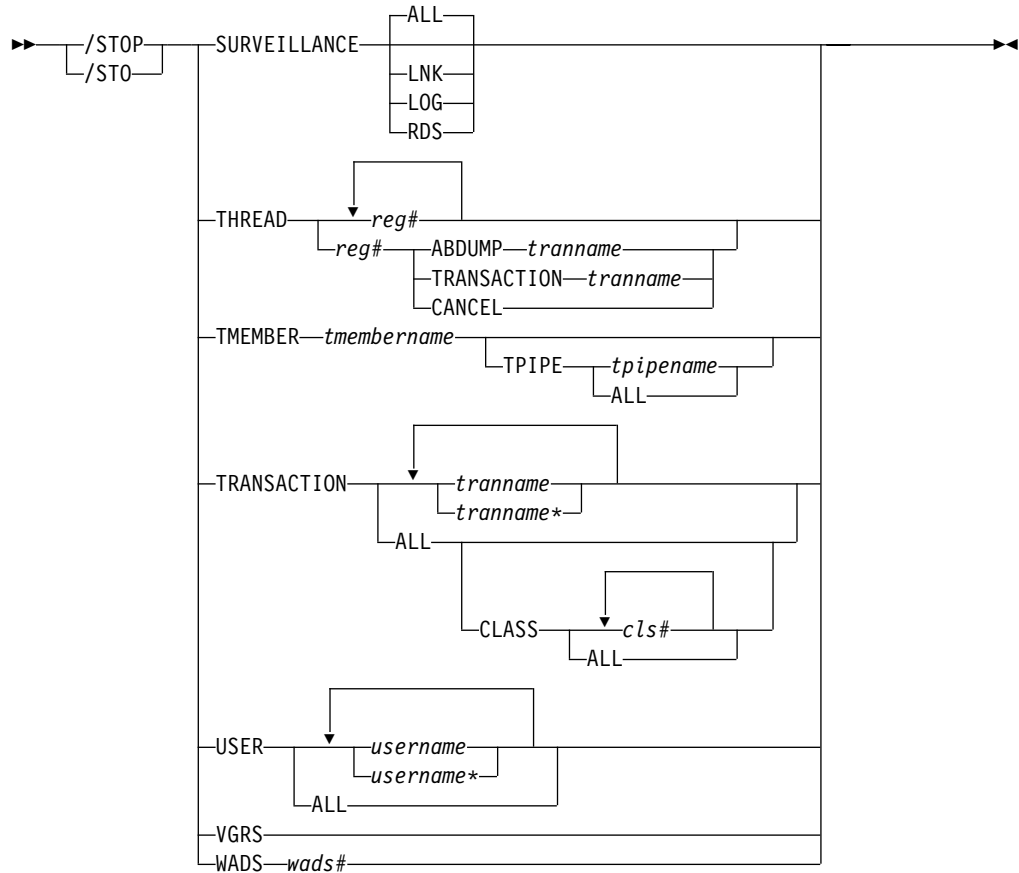 ALL
/STOP SURVEILLANCE
/STO LNK
LOG
RDS
THREAD reg#
reg# ABDUMP tranname
TRANSACTION tranname
CANCEL
TMEMBER tmembername
TPIPE tpipename
ALL
TRANSACTION tranname
tranname*
ALL
CLASS cls#
ALL
USER username
username*
ALL
VGRS
WADS wads#